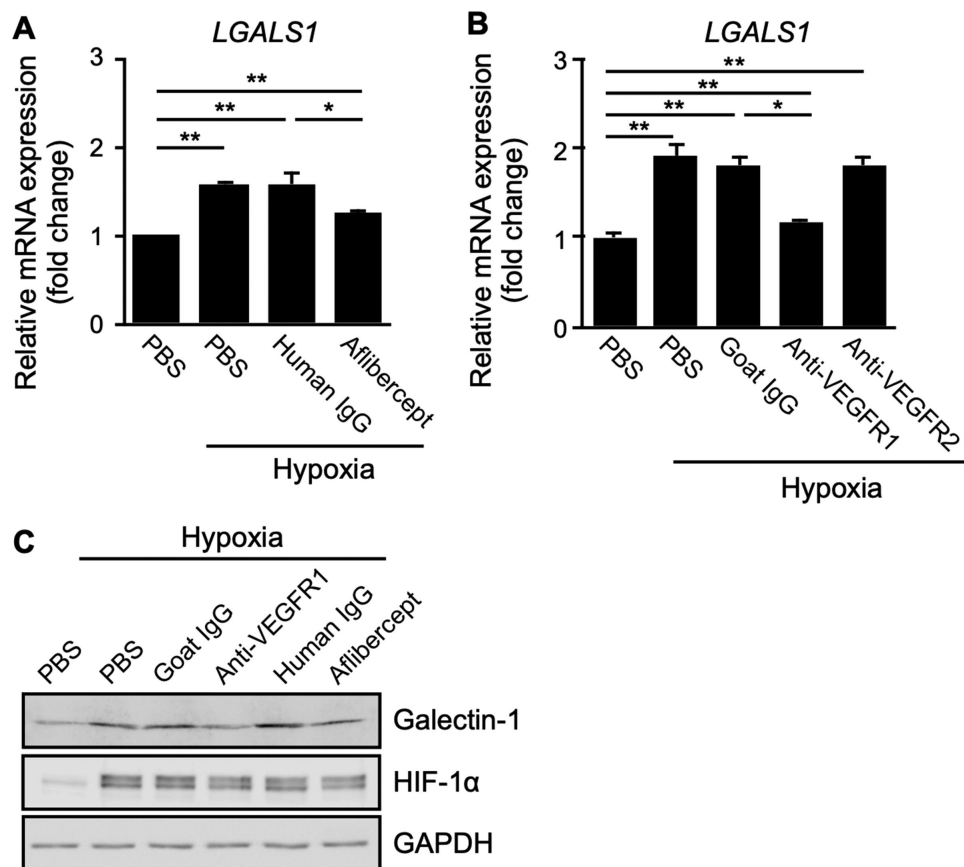 A
LGALS1
Relative mRNA expression
(fold change)
3
2
1
0
**
**
*
**
PBS
PBS
Human IgG
Aflibercept
Hypoxia
B
LGALS1
Relative mRNA expression
(fold change)
3
2
1
0
**
**
**
*
**
PBS
PBS
Goat IgG
Anti-VEGFR1
Anti-VEGFR2
Hypoxia
C
Hypoxia
PBS
PBS
Goat IgG
Anti-VEGFR1
Human IgG
Aflibercept
Galectin-1
HIF-1α
GAPDH